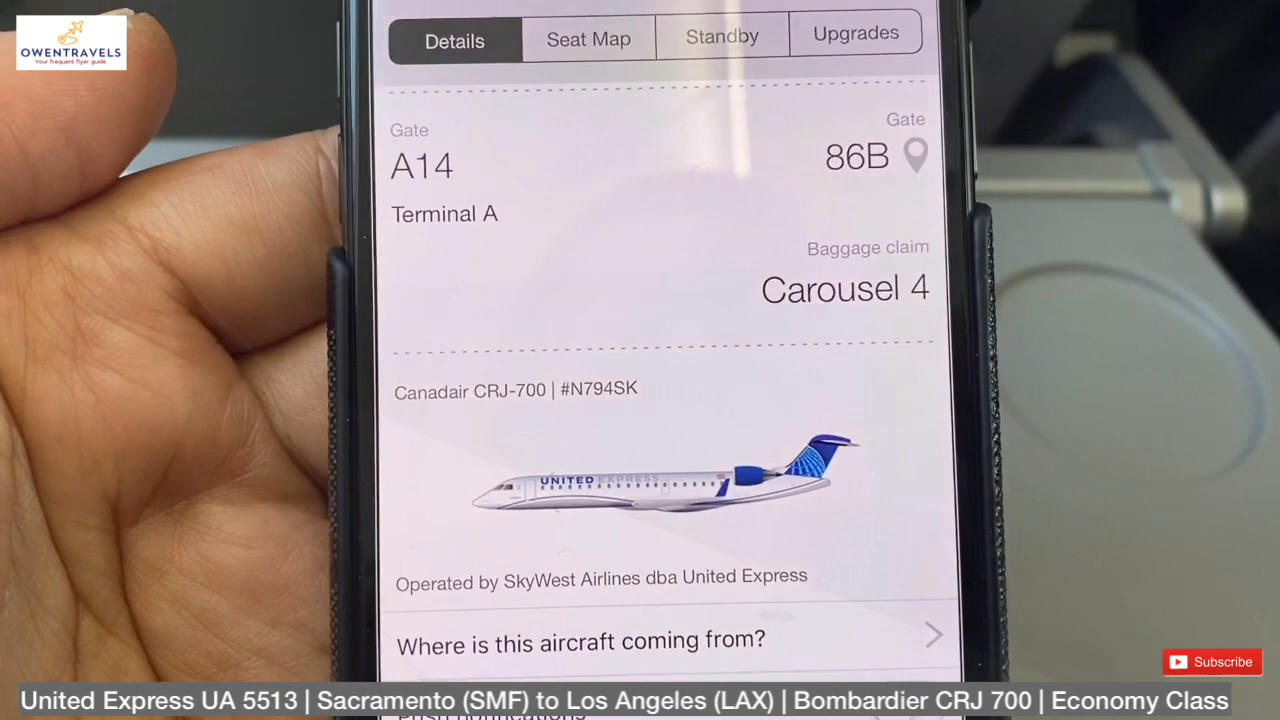 OWENTRAVELS
Your frequent flyer guide
Details
Seat Map
Standby
Upgrades
Gate
A14
Terminal A
Gate
86B
Baggage claim
Carousel 4
Canadair CRJ-700 | #N794SK
UNITED EXPRESS
Operated by SkyWest Airlines dba United Express
Where is this aircraft coming from?
Push notifications
Subscribe
United Express UA 5513 | Sacramento (SMF) to Los Angeles (LAX) | Bombardier CRJ 700 | Economy Class